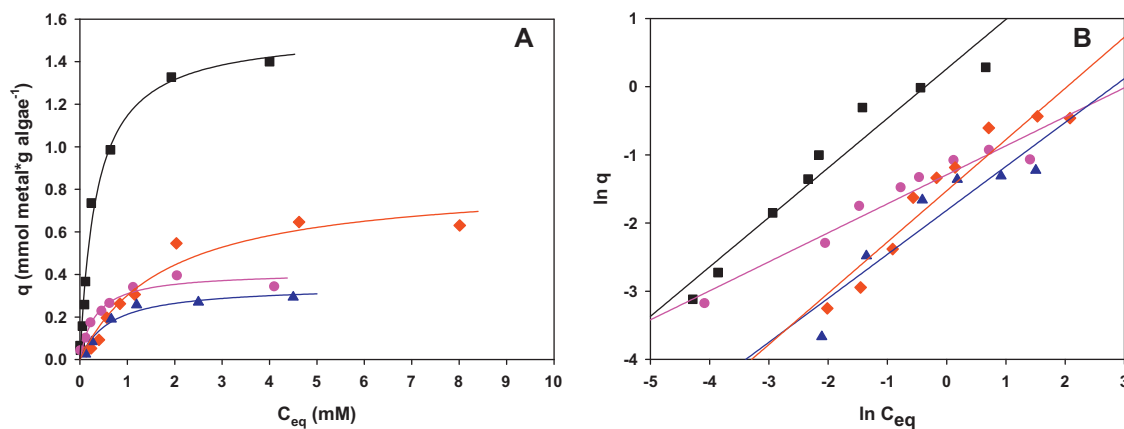 A
q (mmol metal*g algae-1)
1.6
1.4
1.2
1.0
0.8
0.6
0.4
0.2
0.0
0 1 2 3 4 5 6 7 8 9 10
Ceq (mM)
B
ln q
1
0
-1
-2
-3
-4
-5 -4 -3 -2 -1 0 1 2 3
ln Ceq